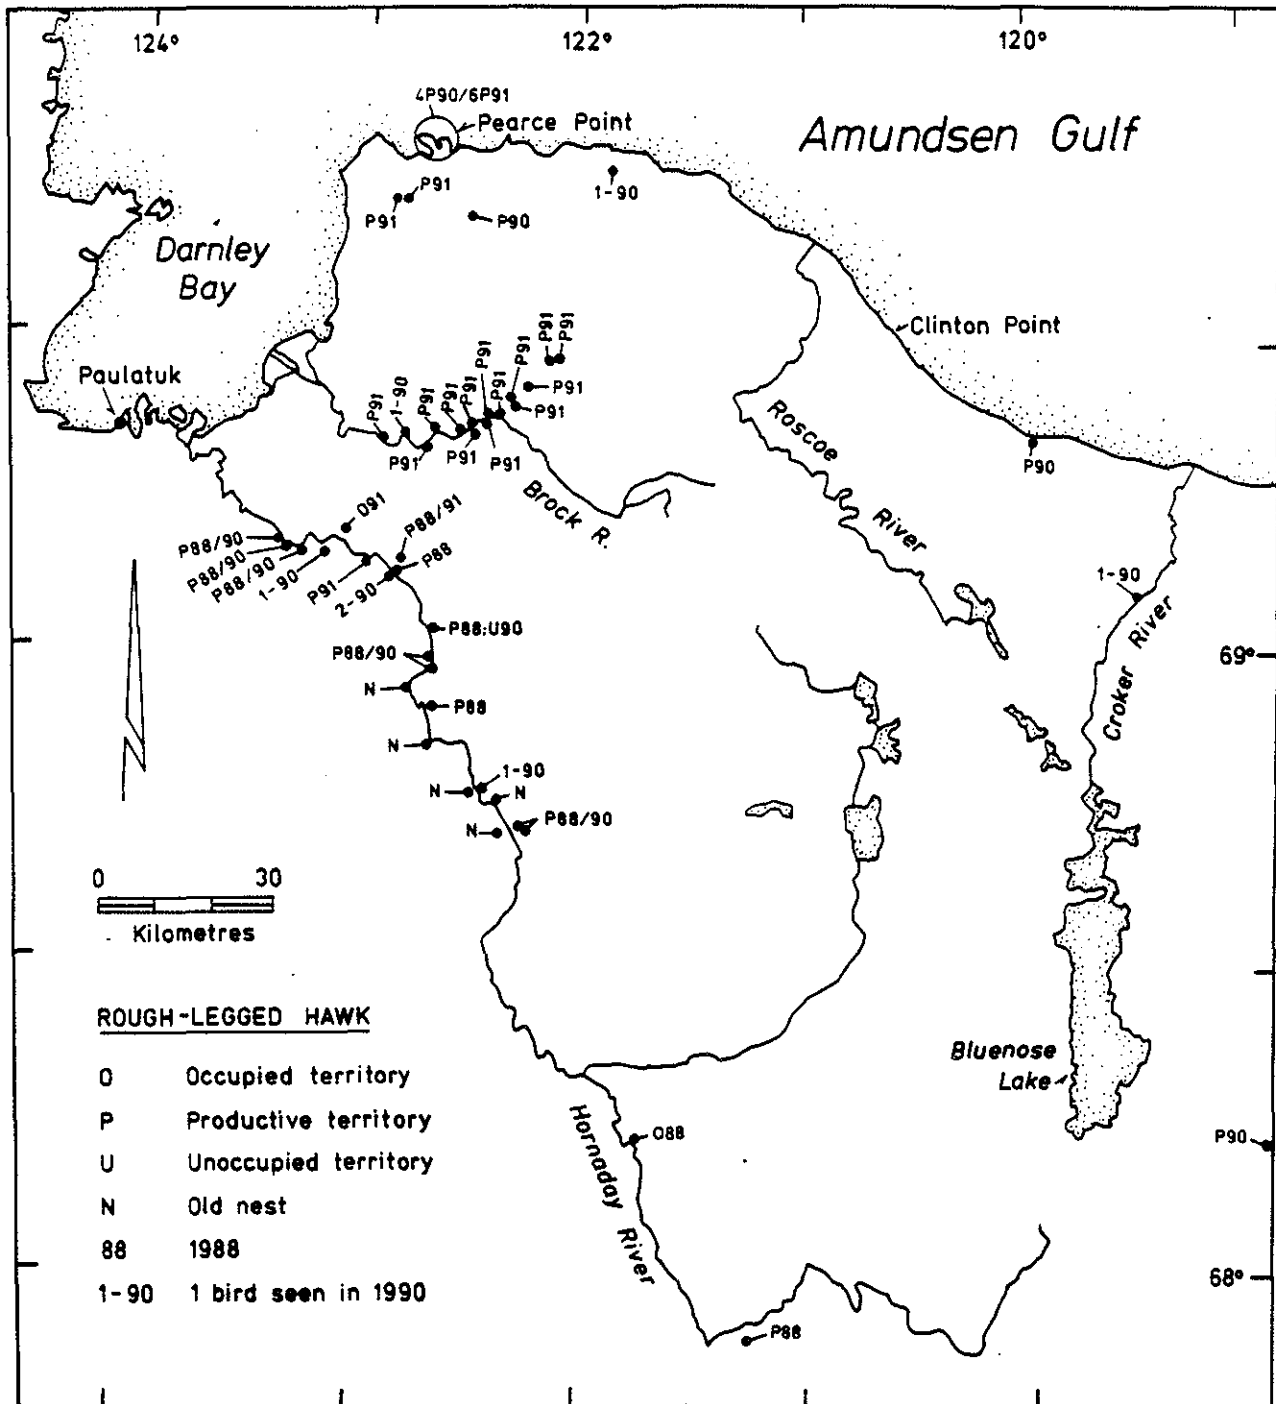 124°
122°
120°
4P90/6P91
Pearce Point
Amundsen Gulf
P91
P91
P90
1-90
Darnley
Bay
Clinton Point
Paulatuk
P91
P91
P91
P91
P91
P91
P91
P91
1-90
P91
P91
P91
P91
P91
P91
P91
Roscoe
River
P90
Brock R.
O91
P88/91
P88/90
P88/90
P88/90
1-90
P91
2-90
P88
1-90
Croker River
P88:U90
P88/90
69°
N
P88
N
1-90
N
N
P88/90
N
0 30
Kilometres
ROUGH-LEGGED HAWK
O Occupied territory
P Productive territory
U Unoccupied territory
N Old nest
88 1988
1-90 1 bird seen in 1990
Bluenose
Lake
Hornaday River
O88
P90
68°
P88